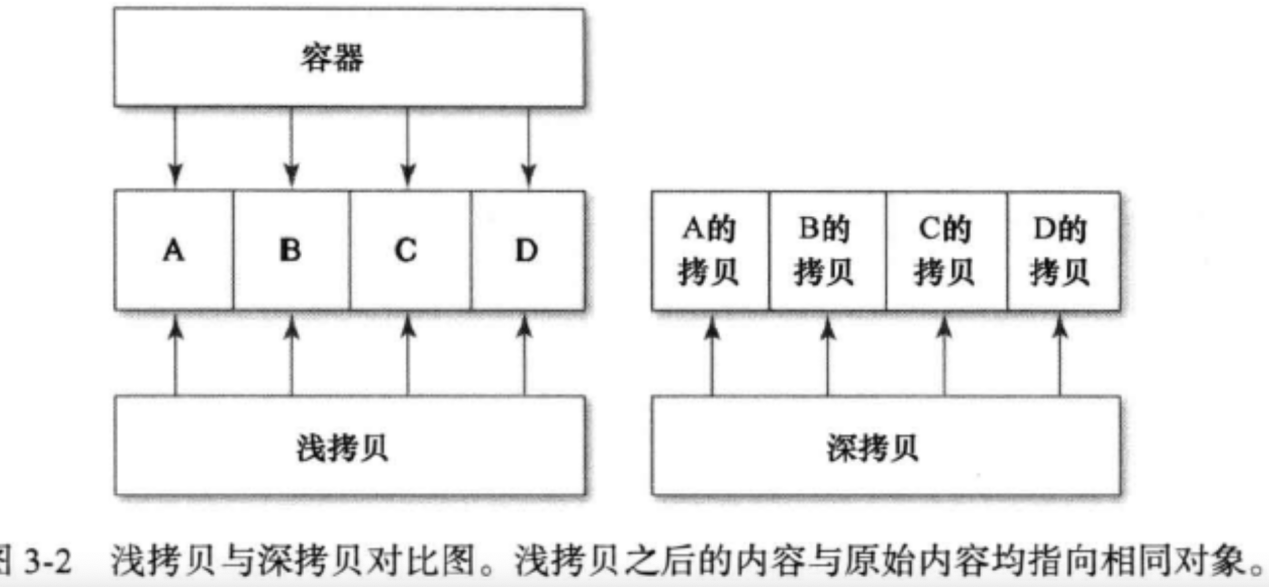 容器
A B C D
A的 B的 C的 D的
拷贝 拷贝 拷贝 拷贝
浅拷贝 深拷贝
图 3-2 浅拷贝与深拷贝对比图。浅拷贝之后的内容与原始内容均指向相同对象。